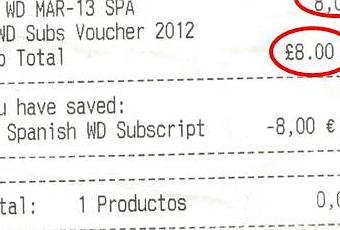 WD MAR-13 SPA 8,0
WD Subs Voucher 2012
Total £8.00
have saved:
Spanish WD Subscript -8,00 €
1 Productos 0,0